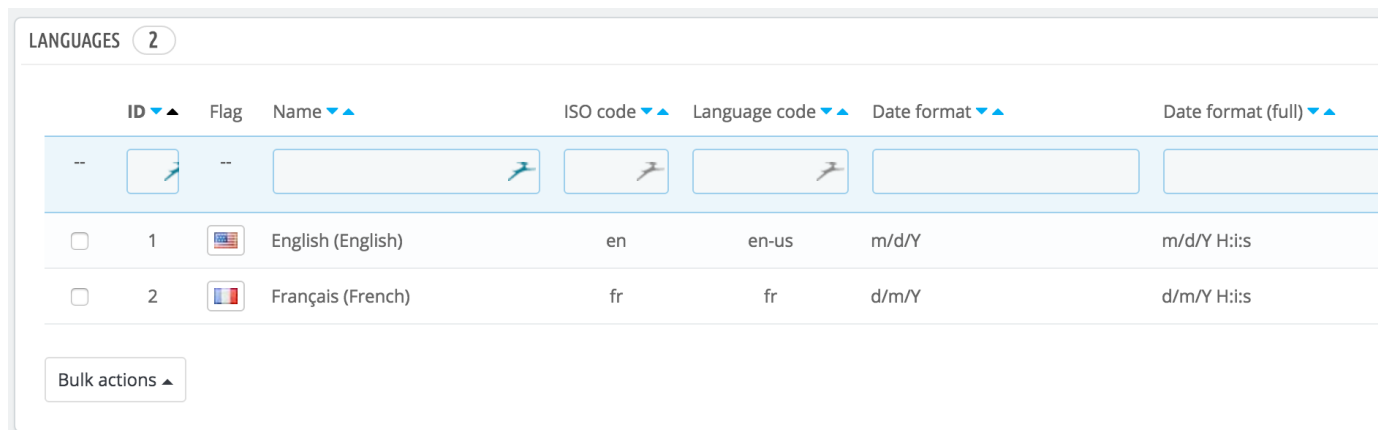 LANGUAGES 2
ID Flag Name ISO code Language code Date format Date format (full)
-- --
1 English (English) en en-us m/d/Y m/d/Y H:i:s
2 Français (French) fr fr d/m/Y d/m/Y H:i:s
Bulk actions